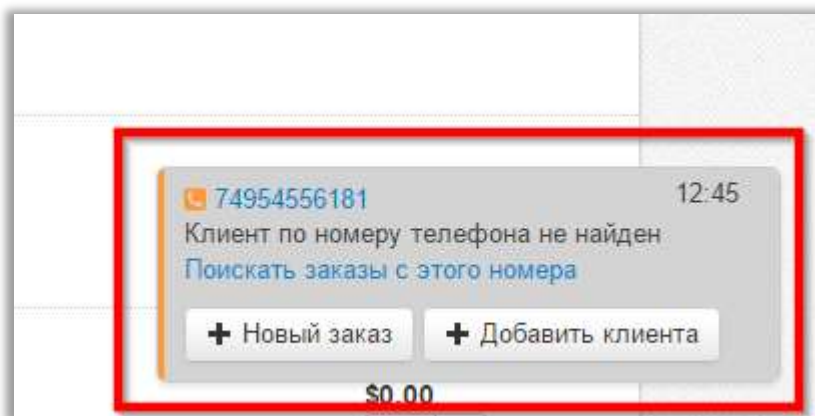 74954556181 12:45
Клиент по номеру телефона не найден
Поискать заказы с этого номера
+ Новый заказ + Добавить клиента
$0.00